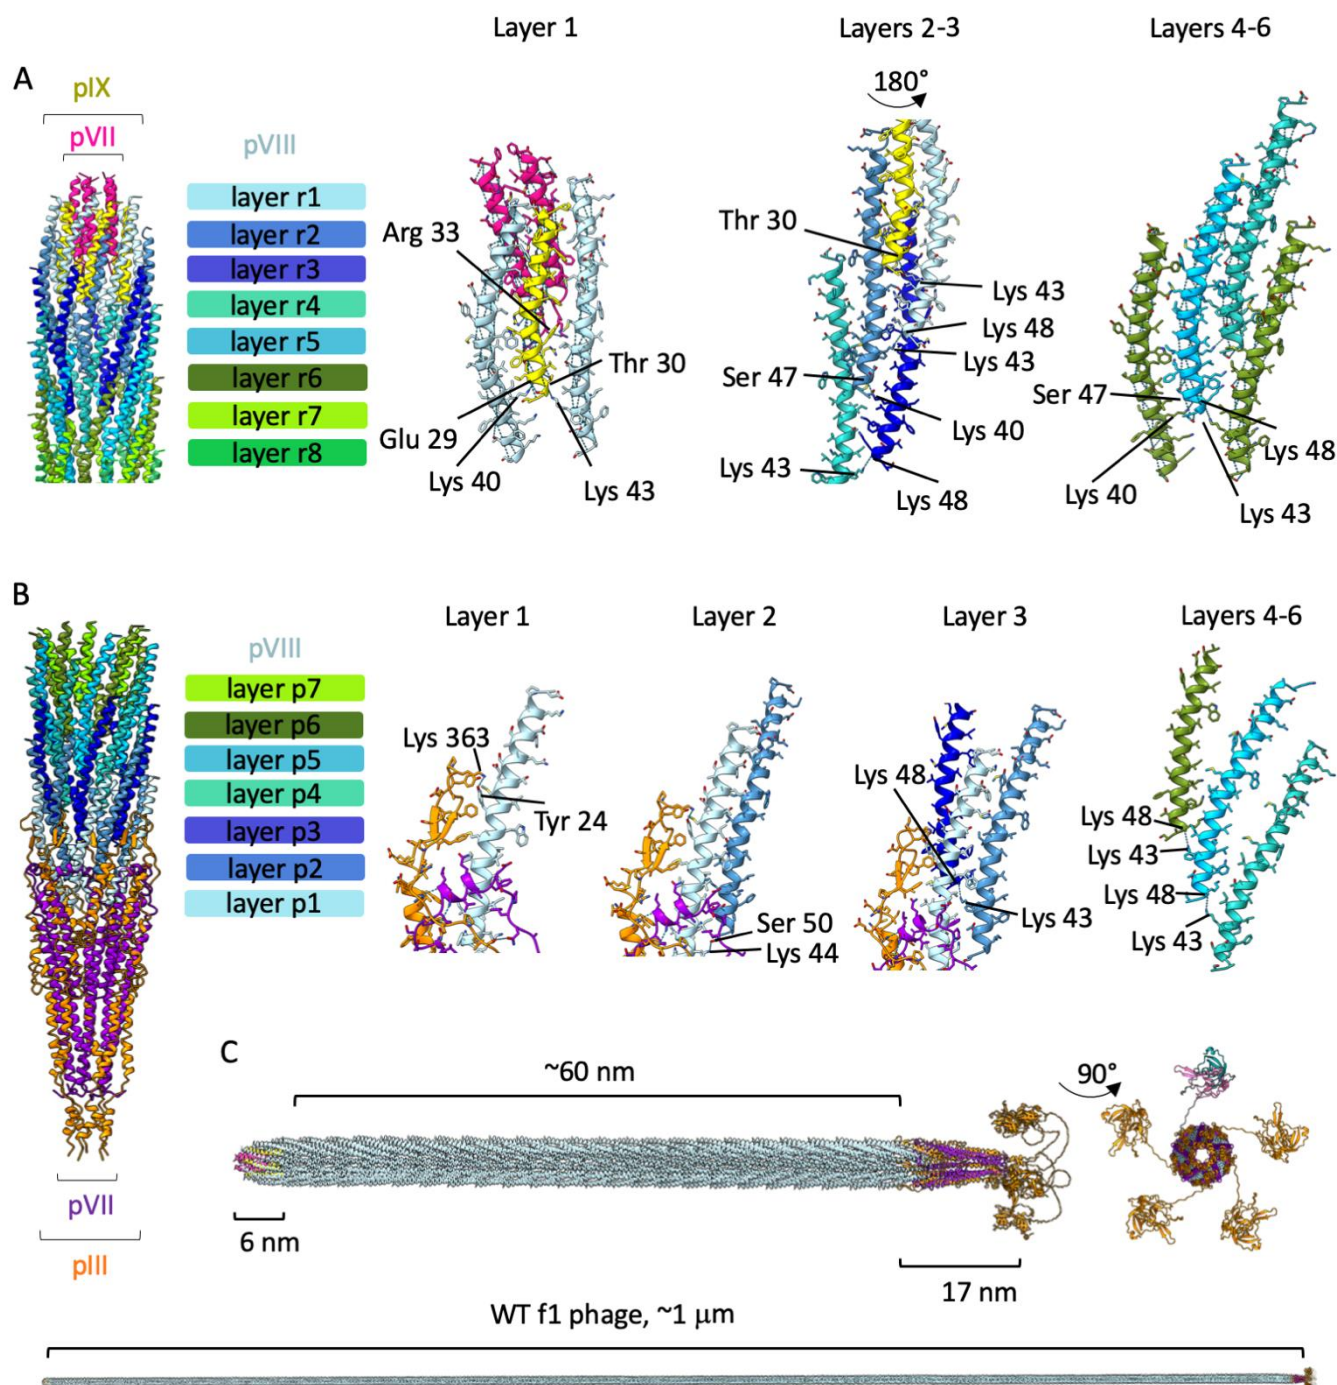 Layer 1
Layers 2-3
Layers 4-6
A
pIX
pVII
pVIII
layer r1
layer r2
layer r3
layer r4
layer r5
layer r6
layer r7
layer r8
Arg 33
Thr 30
Glu 29
Lys 40
Lys 43
180°
Thr 30
Lys 43
Lys 48
Lys 43
Ser 47
Lys 40
Lys 43
Lys 48
Ser 47
Lys 48
Lys 40
Lys 43
B
Layer 1
Layer 2
Layer 3
Layers 4-6
pVIII
layer p7
layer p6
layer p5
layer p4
layer p3
layer p2
layer p1
Lys 363
Tyr 24
Ser 50
Lys 44
Lys 48
Lys 43
Lys 48
Lys 43
Lys 48
Lys 43
pVII
pIII
C
~60 nm
90°
6 nm
17 nm
WT f1 phage, ~1 μm